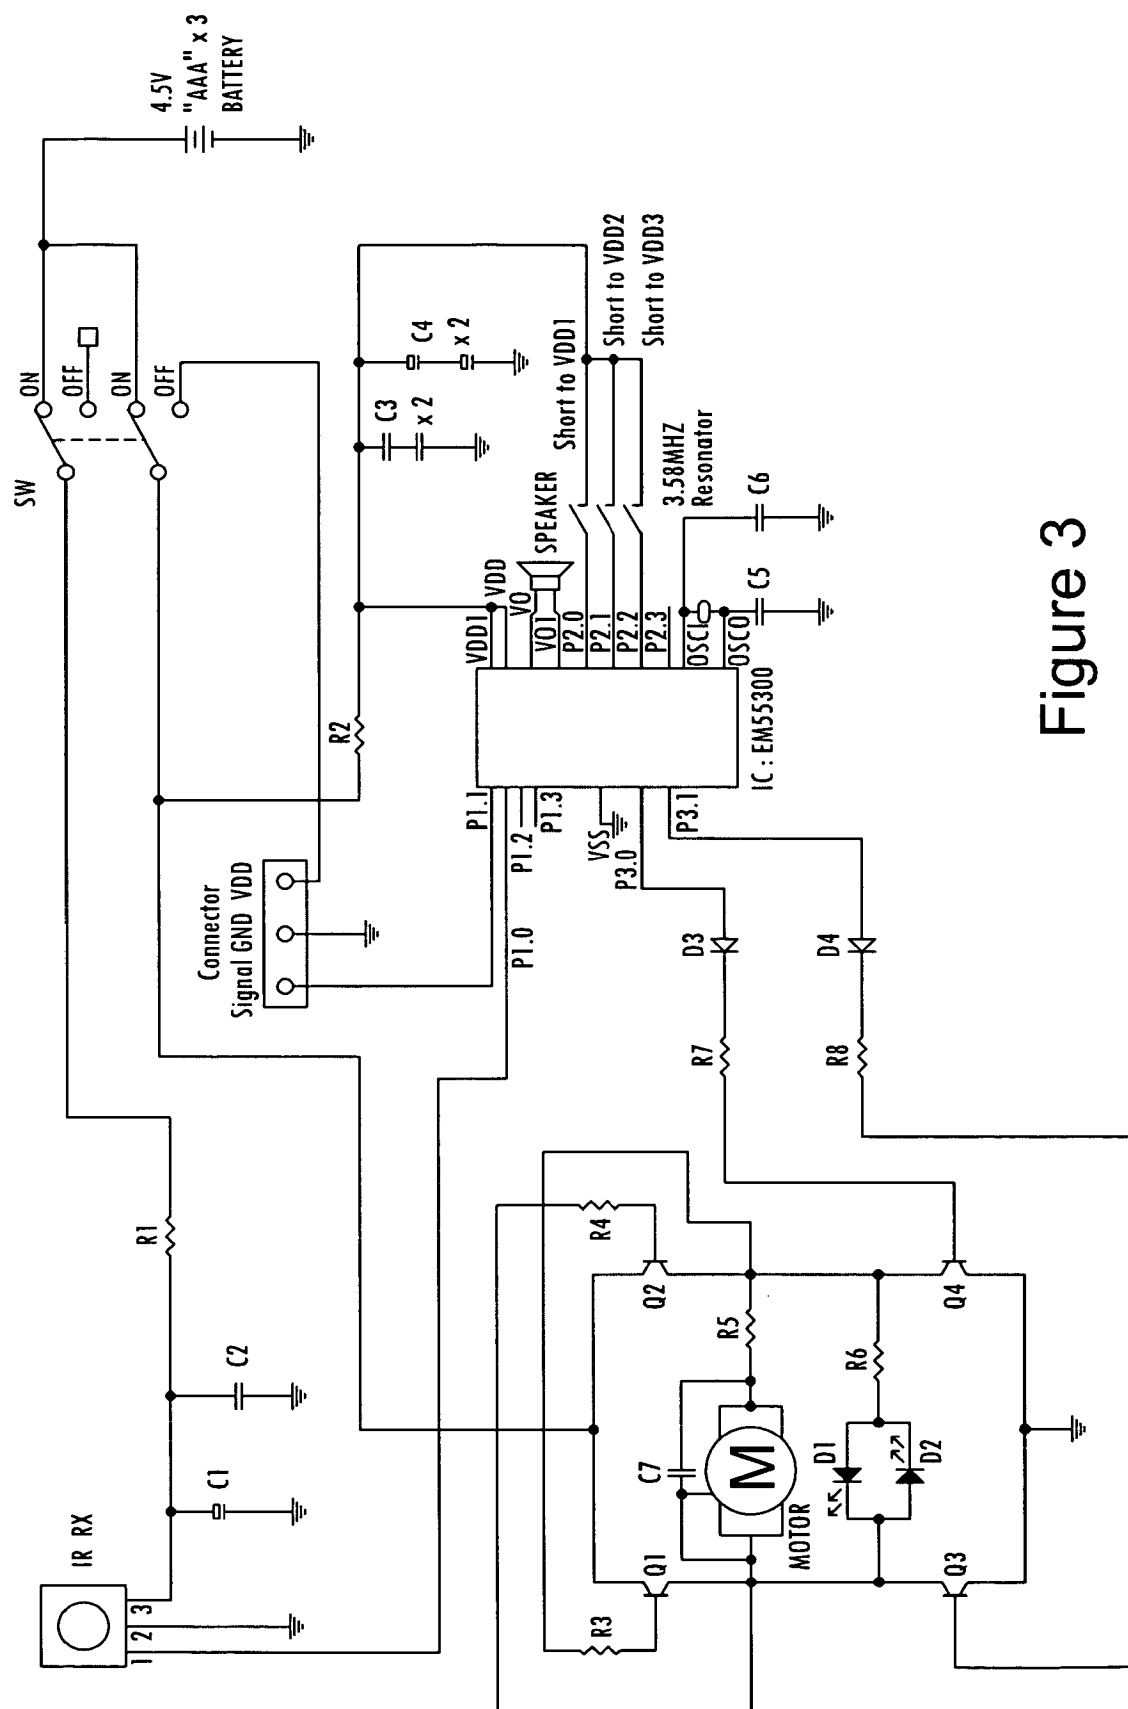 4.5V
"AAA" x 3
BATTERY
SW
ON
OFF
ON
OFF
C4
x 2
C3
x 2
Short to VDD1
Short to VDD2
Short to VDD3
3.58MHZ
Resonator
C6
C5
SPEAKER
VDD1
VDD
VO
VO1
P2.0
P2.1
P2.2
P2.3
OSCI
OSCO
R2
IC : EM55300
P1.1
P1.2
P1.3
VSS
P3.0
P3.1
P1.0
Connector
Signal GND VDD
D3
D4
R7
R8
R1
C2
C1
IR RX
1
2
3
R4
Q2
R5
R6
Q4
C7
M
MOTOR
D1
D2
Q1
Q3
R3
Figure 3